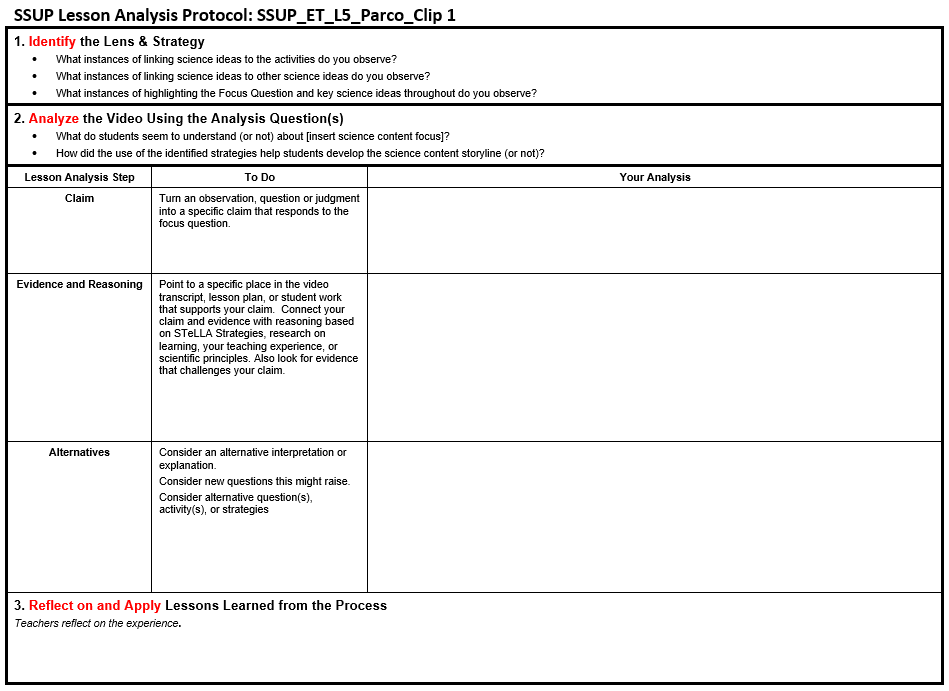 SSUP Lesson Analysis Protocol: SSUP_ET_L5_Parco_Clip 1
1. Identify the Lens & Strategy
• What instances of linking science ideas to the activities do you observe?
• What instances of linking science ideas to other science ideas do you observe?
• What instances of highlighting the Focus Question and key science ideas throughout do you observe?
2. Analyze the Video Using the Analysis Question(s)
• What do students seem to understand (or not) about [insert science content focus]?
• How did the use of the identified strategies help students develop the science content storyline (or not)?
Lesson Analysis Step
To Do
Your Analysis
Claim
Turn an observation, question or judgment
into a specific claim that responds to the
focus question.
Evidence and Reasoning
Point to a specific place in the video
transcript, lesson plan, or student work
that supports your claim. Connect your
claim and evidence with reasoning based
on STeLLA Strategies, research on
learning, your teaching experience, or
scientific principles. Also look for evidence
that challenges your claim.
Alternatives
Consider an alternative interpretation or
explanation.
Consider new questions this might raise.
Consider alternative question(s),
activity(s), or strategies
3. Reflect on and Apply Lessons Learned from the Process
Teachers reflect on the experience.